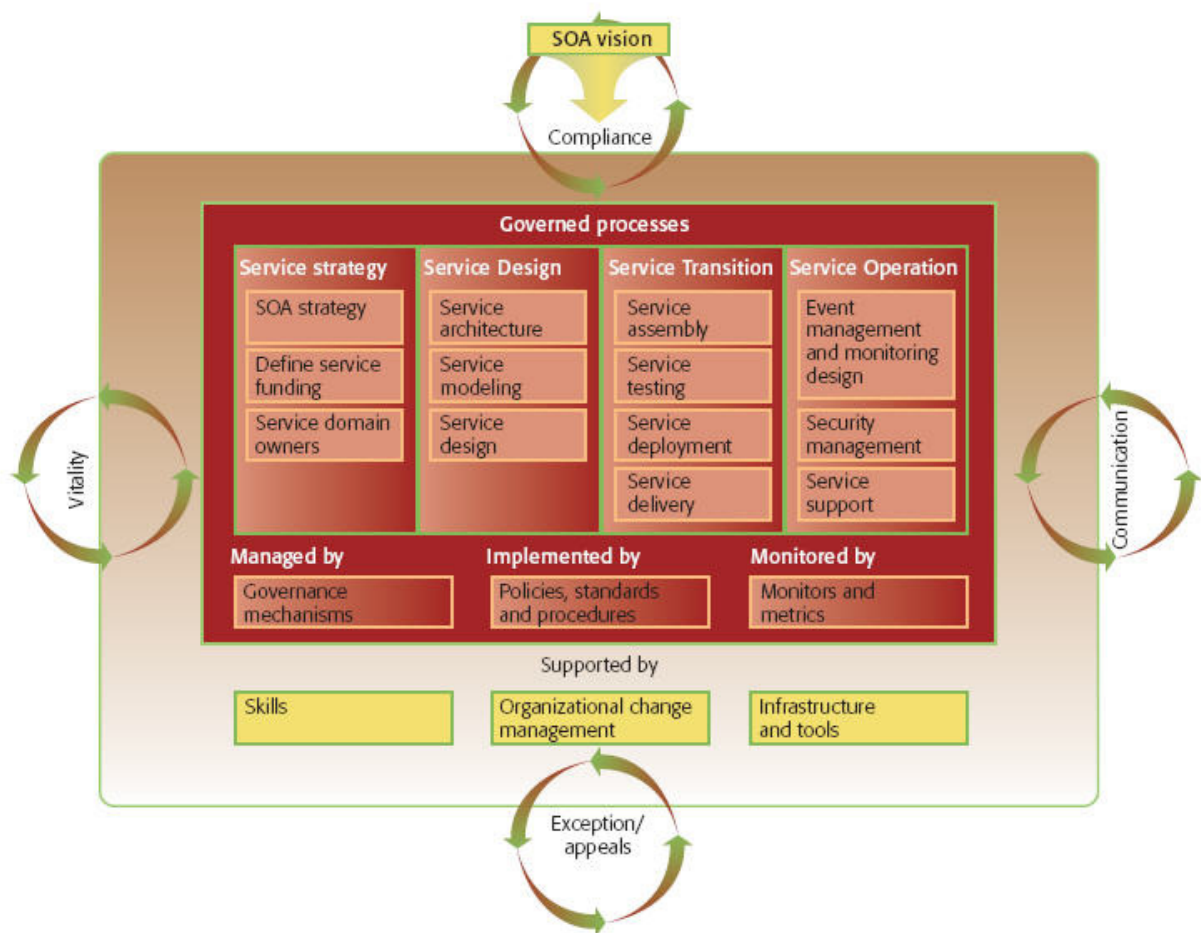 SOA vision
Compliance
Governed processes
Service strategy
SOA strategy
Define service
funding
Service domain
owners
Service Design
Service
architecture
Service
modeling
Service
design
Service Transition
Service
assembly
Service
testing
Service
deployment
Service
delivery
Service Operation
Event
management
and monitoring
design
Security
management
Service
support
Vitality
Communication
Managed by
Governance
mechanisms
Implemented by
Policies, standards
and procedures
Monitored by
Monitors and
metrics
Supported by
Skills
Organizational change
management
Infrastructure
and tools
Exception/
appeals